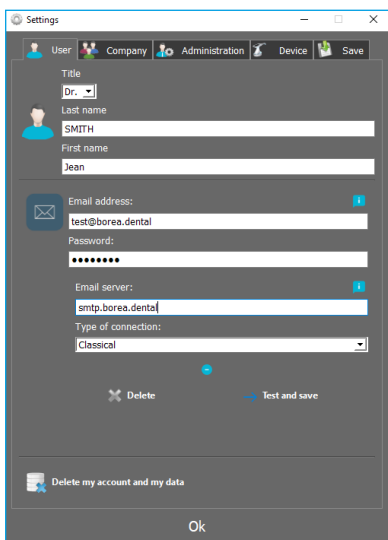 Settings
User Company Administration Device Save
Title
Dr.
Last name
SMITH
First name
Jean
Email address: i
test@borea.dental
Password:
••••••••
Email server: i
smtp.borea.dental
Type of connection:
Classical
Delete Test and save
Delete my account and my data
Ok